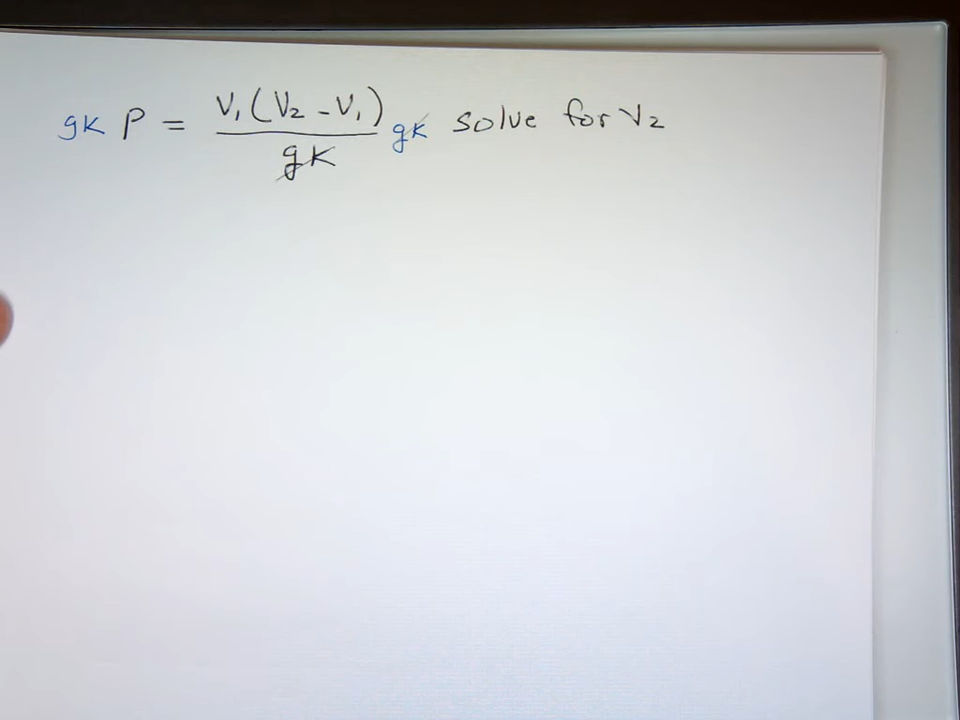 gk P = V₁(V₂ - V₁) / gk gk solve for V₂